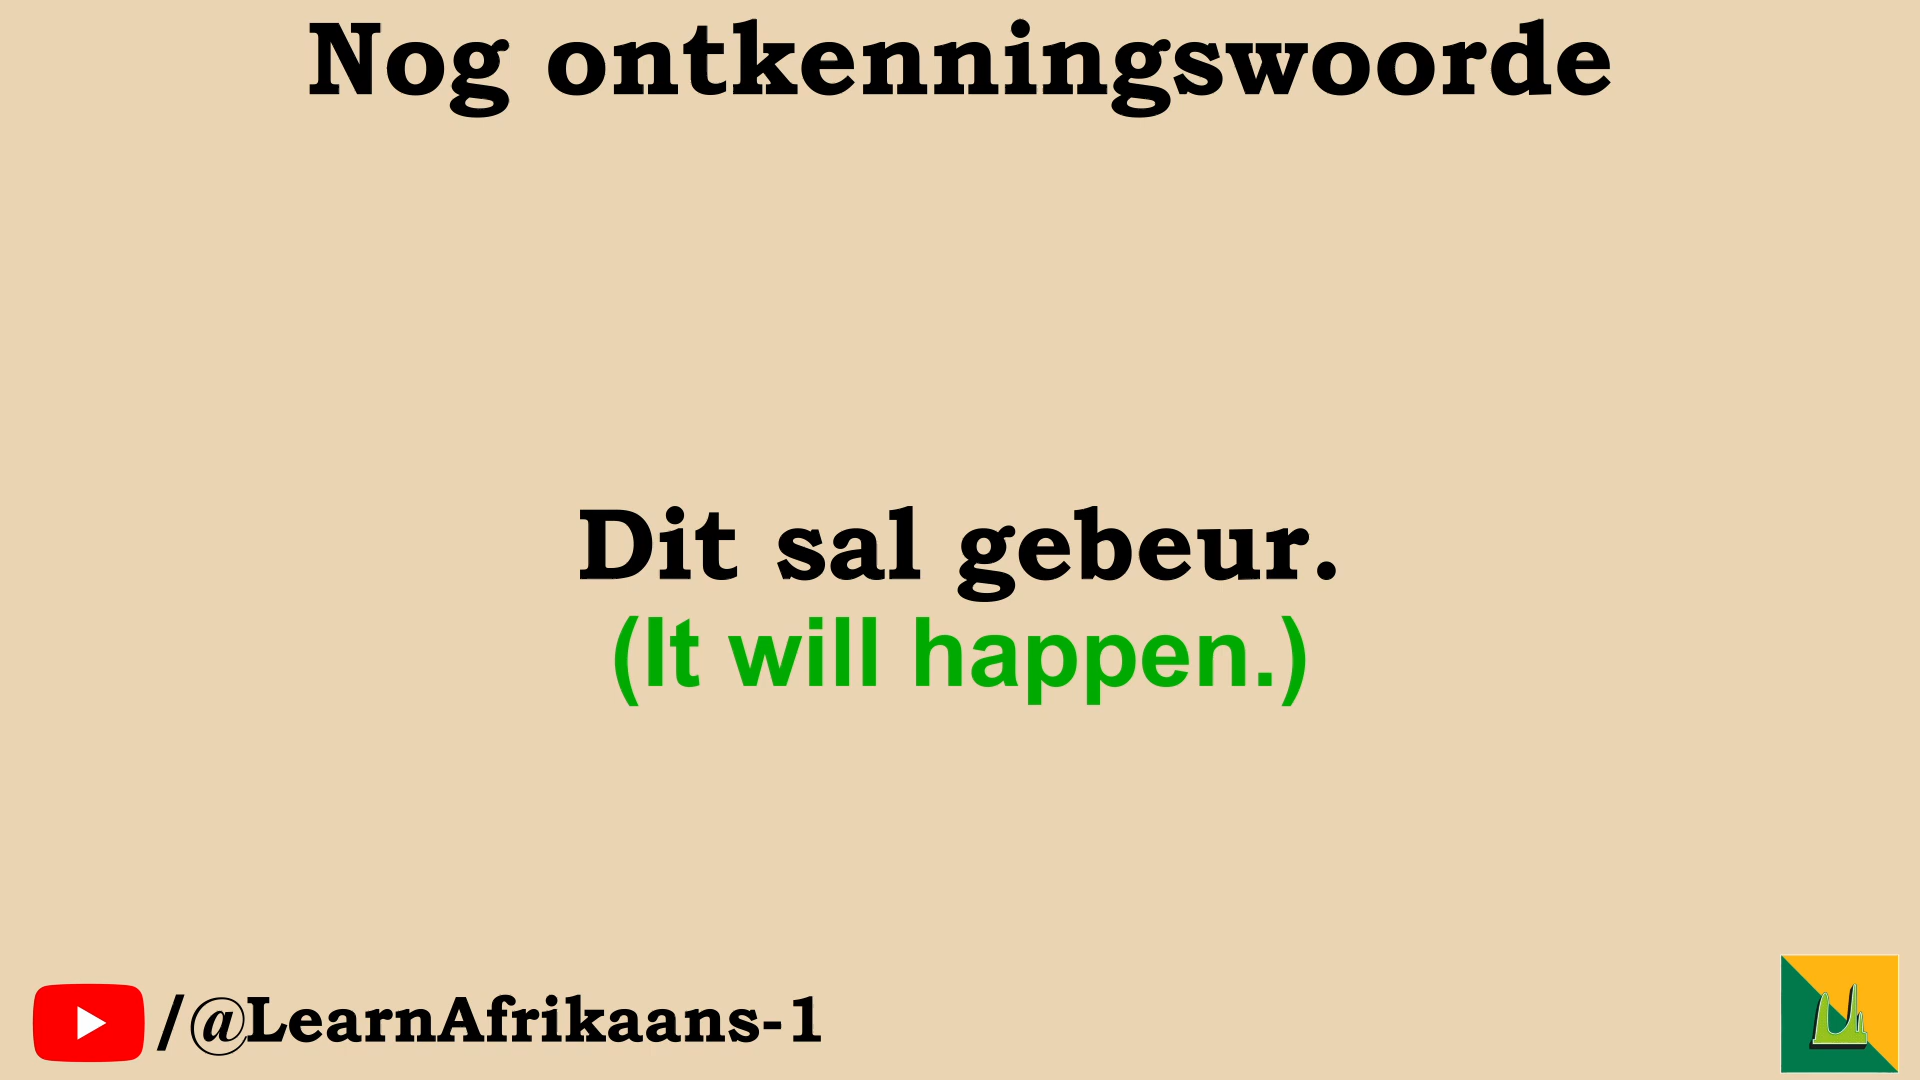 Nog ontkenningswoorde
Dit sal gebeur.
(It will happen.)
/@LearnAfrikaans-1